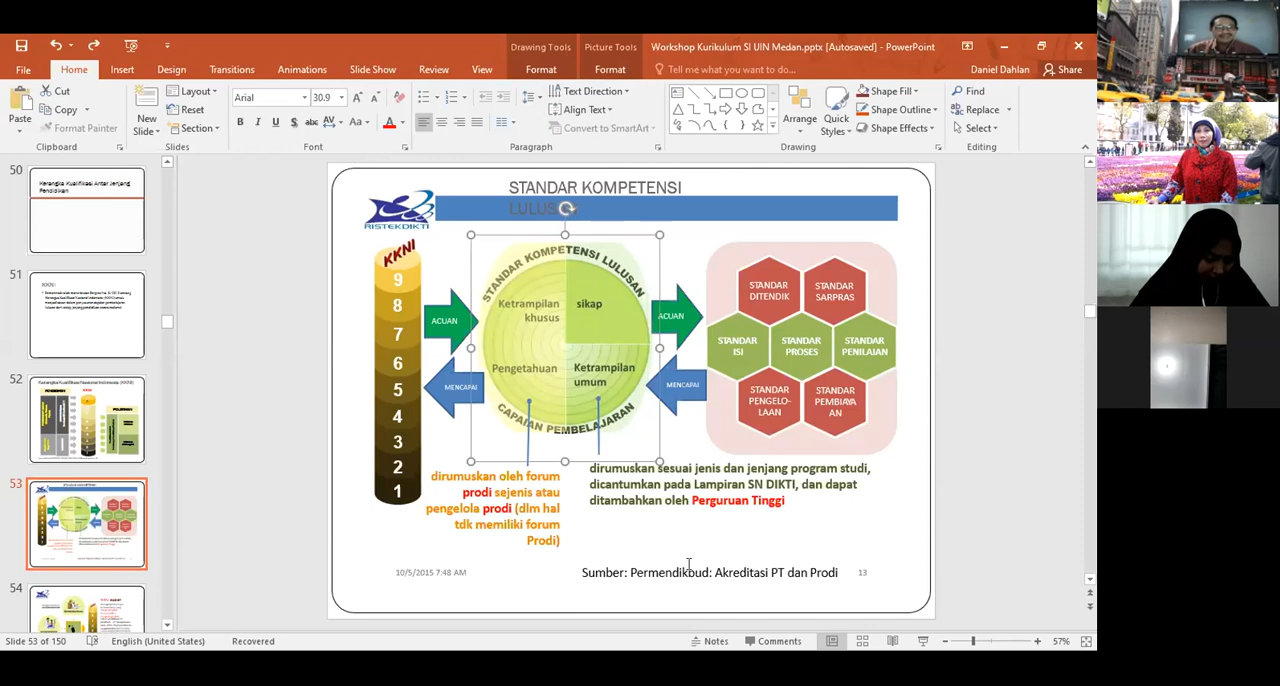 Drawing Tools
Picture Tools
Workshop Kurikulum SI UIN Medan.pptx [Autosaved] - PowerPoint
File
Home
Insert
Design
Transitions
Animations
Slide Show
Review
View
Format
Format
Tell me what you want to do...
Daniel Dahlan
Share
Cut
Copy
Format Painter
Paste
Clipboard
New Slide
Layout
Reset
Section
Slides
Arial
30.9
B I U S abc AV Aa A
Font
Text Direction
Align Text
Convert to SmartArt
Paragraph
Arrange
Quick Styles
Shape Fill
Shape Outline
Shape Effects
Drawing
Find
Replace
Select
Editing
50
Kerangka Kualifikasi Antar Jenjang
Pendidikan
51
52
Kerangka Kualifikasi Nasional Indonesia (KKNI)
53
54
STANDAR KOMPETENSI
RISTEKDIKTI
KKNI
9
8
7
6
5
4
3
2
1
ACUAN
MENCAPAI
STANDAR KOMPETENSI LULUSAN
Ketrampilan
khusus
sikap
Pengetahuan
Ketrampilan
umum
CAPAIAN PEMBELAJARAN
ACUAN
MENCAPAI
STANDAR
DITENDIK
STANDAR
SARPRAS
STANDAR
ISI
STANDAR
PROSES
STANDAR
PENILAIAN
STANDAR
PENGELO-
LAAN
STANDAR
PEMBIAYA
AN
dirumuskan oleh forum
prodi sejenis atau
pengelola prodi (dlm hal
tdk memiliki forum
Prodi)
dirumuskan sesuai jenis dan jenjang program studi,
dicantumkan pada Lampiran SN DIKTI, dan dapat
ditambahkan oleh Perguruan Tinggi
10/5/2015 7:48 AM
Sumber: Permendikbud: Akreditasi PT dan Prodi
13
Slide 53 of 150
English (United States)
Recovered
Notes
Comments
57%